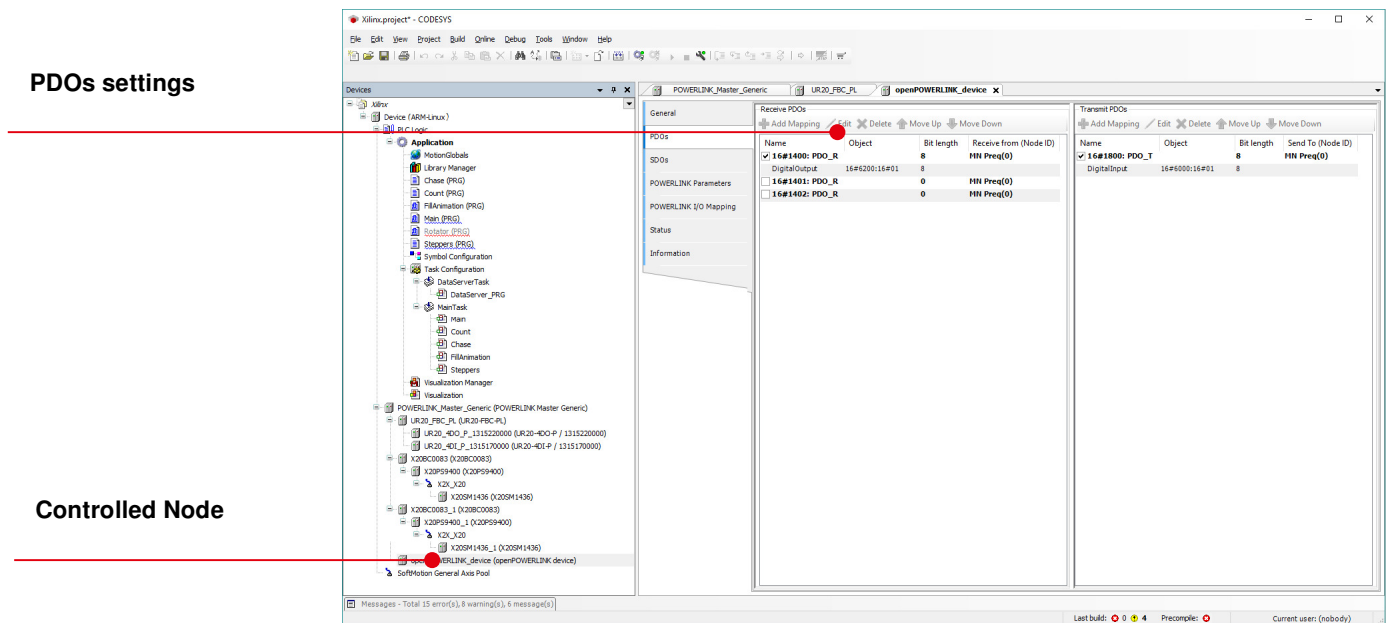 Xilinx.project* - CODESYS
File Edit View Project Build Online Debug Tools Window Help
PDOs settings
Devices
POWERLINK_Master_Generic UR20_FBC_PL openPOWERLINK_device
Xilinx
Device (ARM-Linux)
PLC Logic
Application
MotionGlobals
Library Manager
Chase (PRG)
Count (PRG)
FillAnimation (PRG)
Main (PRG)
Rotator (PRG)
Steppers (PRG)
Symbol Configuration
Task Configuration
DataServerTask
DataServer_PRG
MainTask
Main
Count
Chase
FillAnimation
Steppers
Visualization Manager
Visualization
POWERLINK_Master_Generic (POWERLINK Master Generic)
UR20_FBC_PL (UR20-FBC-PL)
UR20_4DO_P_1315220000 (UR20-4DO-P / 1315220000)
UR20_4DI_P_1315170000 (UR20-4DI-P / 1315170000)
X20BC0083 (X20BC0083)
X20PS9400 (X20PS9400)
X2X_X20
X20SM1436 (X20SM1436)
X20BC0083_1 (X20BC0083)
X20PS9400_1 (X20PS9400)
X2X_X20
X20SM1436_1 (X20SM1436)
openPOWERLINK_device (openPOWERLINK device)
SoftMotion General Axis Pool
Controlled Node
General
PDOs
SDOs
POWERLINK Parameters
POWERLINK I/O Mapping
Status
Information
Receive PDOs
Add Mapping Edit Delete Move Up Move Down
Name Object Bit length Receive from (Node ID)
16#1400: PDO_R 8 MN Preq(0)
DigitalOutput 16#6200:16#01 8
16#1401: PDO_R 0 MN Preq(0)
16#1402: PDO_R 0 MN Preq(0)
Transmit PDOs
Add Mapping Edit Delete Move Up Move Down
Name Object Bit length Send To (Node ID)
16#1800: PDO_T 8 MN Preq(0)
DigitalInput 16#6000:16#01 8
Messages - Total 15 error(s), 8 warning(s), 6 message(s)
Last build: 0 4 Precompile: Current user: (nobody)